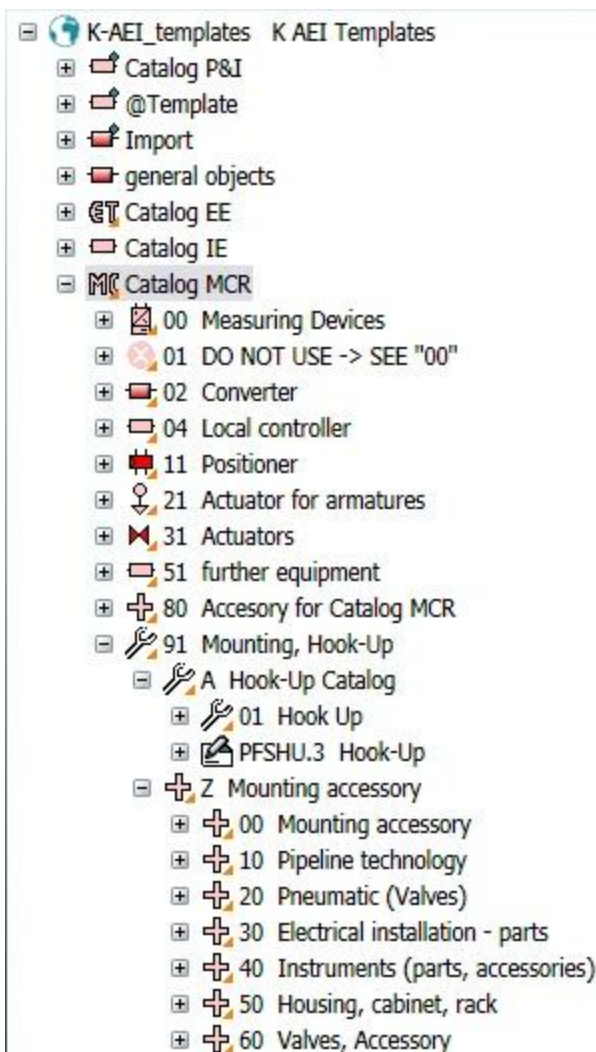 K-AEI_templates K AEI Templates
Catalog P&I
@Template
Import
general objects
ET Catalog EE
Catalog IE
MC Catalog MCR
00 Measuring Devices
01 DO NOT USE -> SEE "00"
02 Converter
04 Local controller
11 Positioner
21 Actuator for armatures
31 Actuators
51 further equipment
80 Accesory for Catalog MCR
91 Mounting, Hook-Up
A Hook-Up Catalog
01 Hook Up
PFSHU.3 Hook-Up
Z Mounting accessory
00 Mounting accessory
10 Pipeline technology
20 Pneumatic (Valves)
30 Electrical installation - parts
40 Instruments (parts, accessories)
50 Housing, cabinet, rack
60 Valves, Accessory